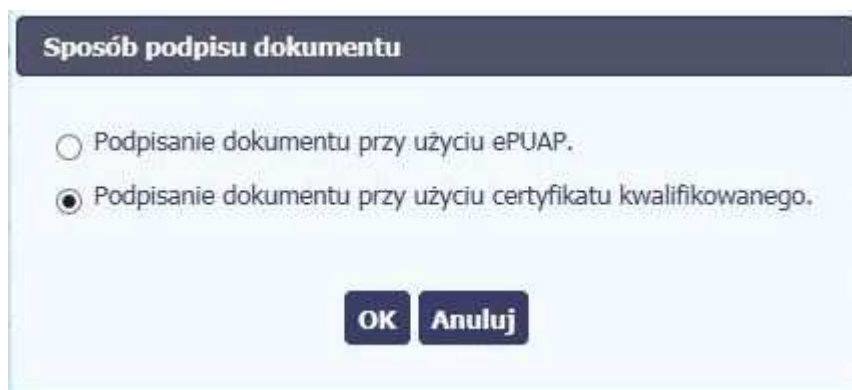 Sposób podpisu dokumentu
Podpisanie dokumentu przy użyciu ePUAP.
Podpisanie dokumentu przy użyciu certyfikatu kwalifikowanego.
OK Anuluj